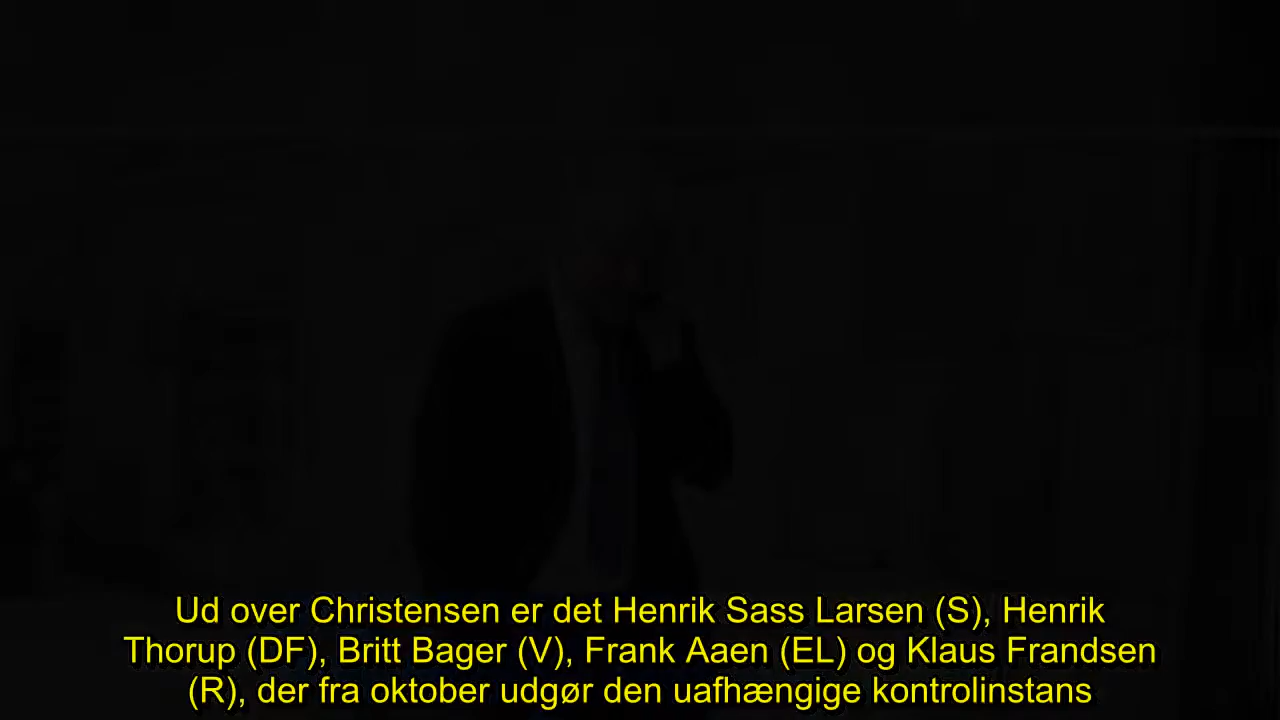 Ud over Christensen er det Henrik Sass Larsen (S), Henrik
Thorup (DF), Britt Bager (V), Frank Aaen (EL) og Klaus Frandsen
(R), der fra oktober udgør den uafhængige kontrolinstans